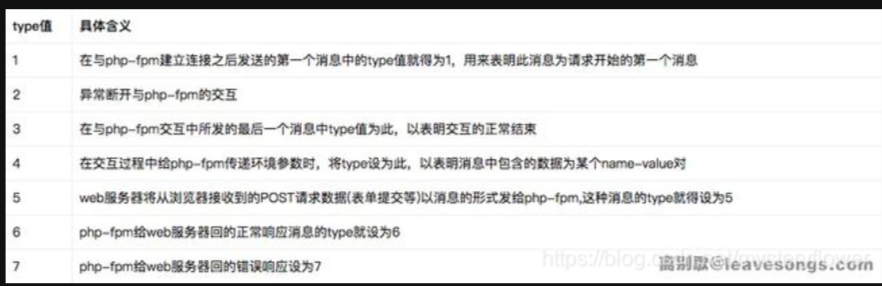 type值 具体含义
1 在与php-fpm建立连接之后发送的第一个消息中的type值就得为1，用来表明此消息为请求开始的第一个消息
2 异常断开与php-fpm的交互
3 在与php-fpm交互中所发的最后一个消息中type值为此，以表明交互的正常结束
4 在交互过程中给php-fpm传递环境参数时，将type设为此，以表明消息中包含的数据为某个name-value对
5 web服务器将从浏览器接收到的POST请求数据(表单提交等)以消息的形式发给php-fpm,这种消息的type就得设为5
6 php-fpm给web服务器回的正常响应消息的type就设为6
7 php-fpm给web服务器回的错误响应设为7
https://blog.
离别歌@leavesongs.com